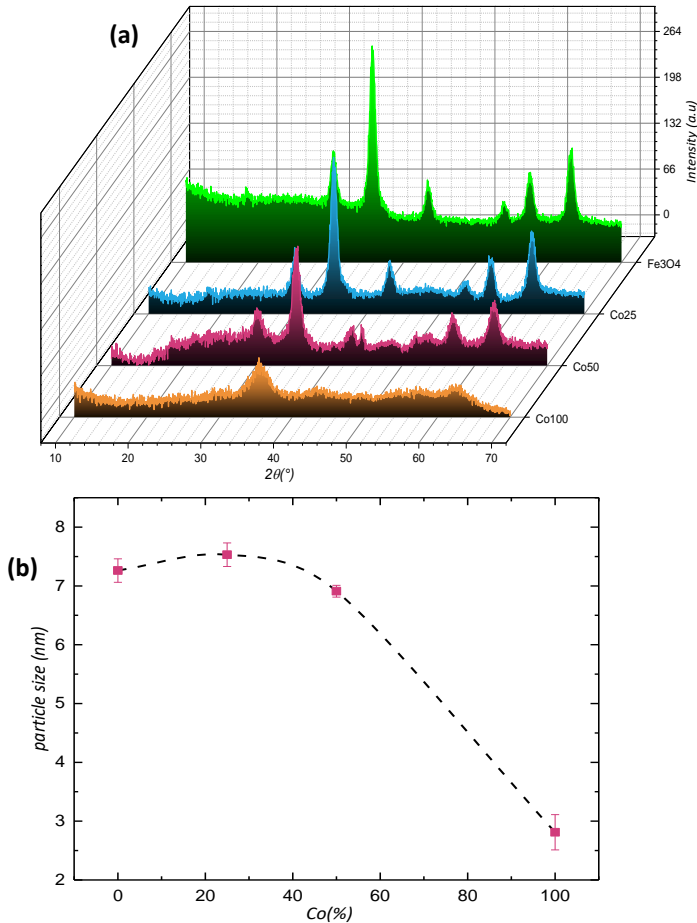 (a)
264
198
132
66
0
Intensity (a.u)
Fe3O4
Co25
Co50
Co100
10 20 30 40 50 60 70
2θ(°)
(b)
8
7
6
5
4
3
2
particle size (nm)
0 20 40 60 80 100
Co(%)